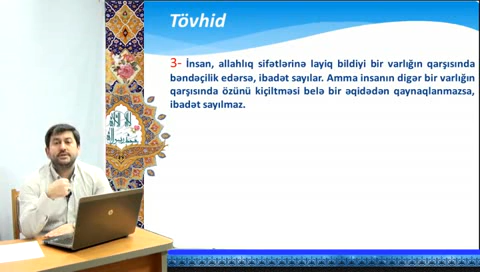 Tövhid
3- İnsan, allahlıq sifətlərinə layiq bildiyi bir varlığın qarşısında
bəndəçilik edərsə, ibadət sayılar. Amma insanın digər bir varlığın
qarşısında özünü kiçiltməsi belə bir əqidədən qaynaqlanmazsa,
ibadət sayılmaz.